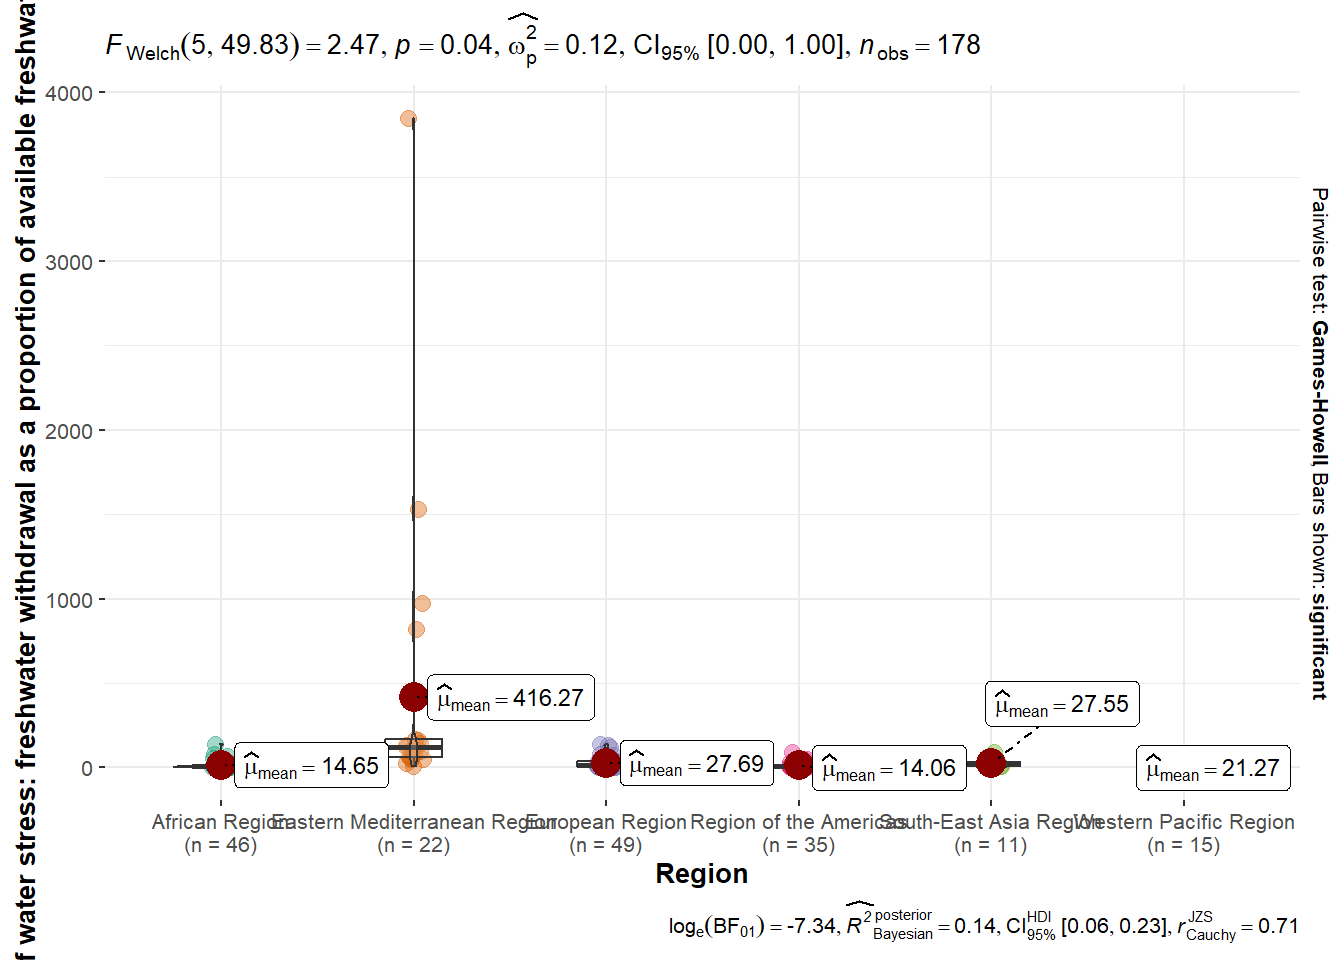 F Welch(5, 49.83) = 2.47, p = 0.04, ω̂²p = 0.12, CI95% [0.00, 1.00], nobs = 178
f water stress: freshwater withdrawal as a proportion of available freshwa
4000
3000
2000
1000
0
μ̂mean = 14.65
μ̂mean = 416.27
μ̂mean = 27.69
μ̂mean = 14.06
μ̂mean = 27.55
μ̂mean = 21.27
Pairwise test: Games-Howell, Bars shown: significant
African Region
(n = 46)
Eastern Mediterranean Region
(n = 22)
European Region
(n = 49)
Region of the Americas
(n = 35)
South-East Asia Region
(n = 11)
Western Pacific Region
(n = 15)
Region
loge(BF01) = -7.34, R̂² posterior Bayesian = 0.14, CI HDI 95% [0.06, 0.23], r JZS Cauchy = 0.71